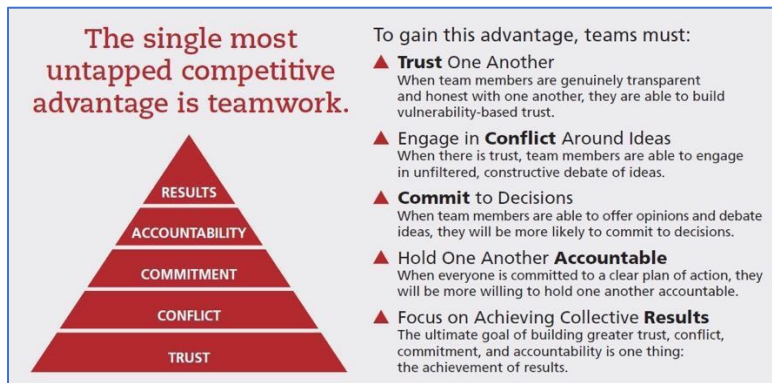 The single most
untapped competitive
advantage is teamwork.
RESULTS
ACCOUNTABILITY
COMMITMENT
CONFLICT
TRUST
To gain this advantage, teams must:
Trust One Another
When team members are genuinely transparent
and honest with one another, they are able to build
vulnerability-based trust.
Engage in Conflict Around Ideas
When there is trust, team members are able to engage
in unfiltered, constructive debate of ideas.
Commit to Decisions
When team members are able to offer opinions and debate
ideas, they will be more likely to commit to decisions.
Hold One Another Accountable
When everyone is committed to a clear plan of action, they
will be more willing to hold one another accountable.
Focus on Achieving Collective Results
The ultimate goal of building greater trust, conflict,
commitment, and accountability is one thing:
the achievement of results.